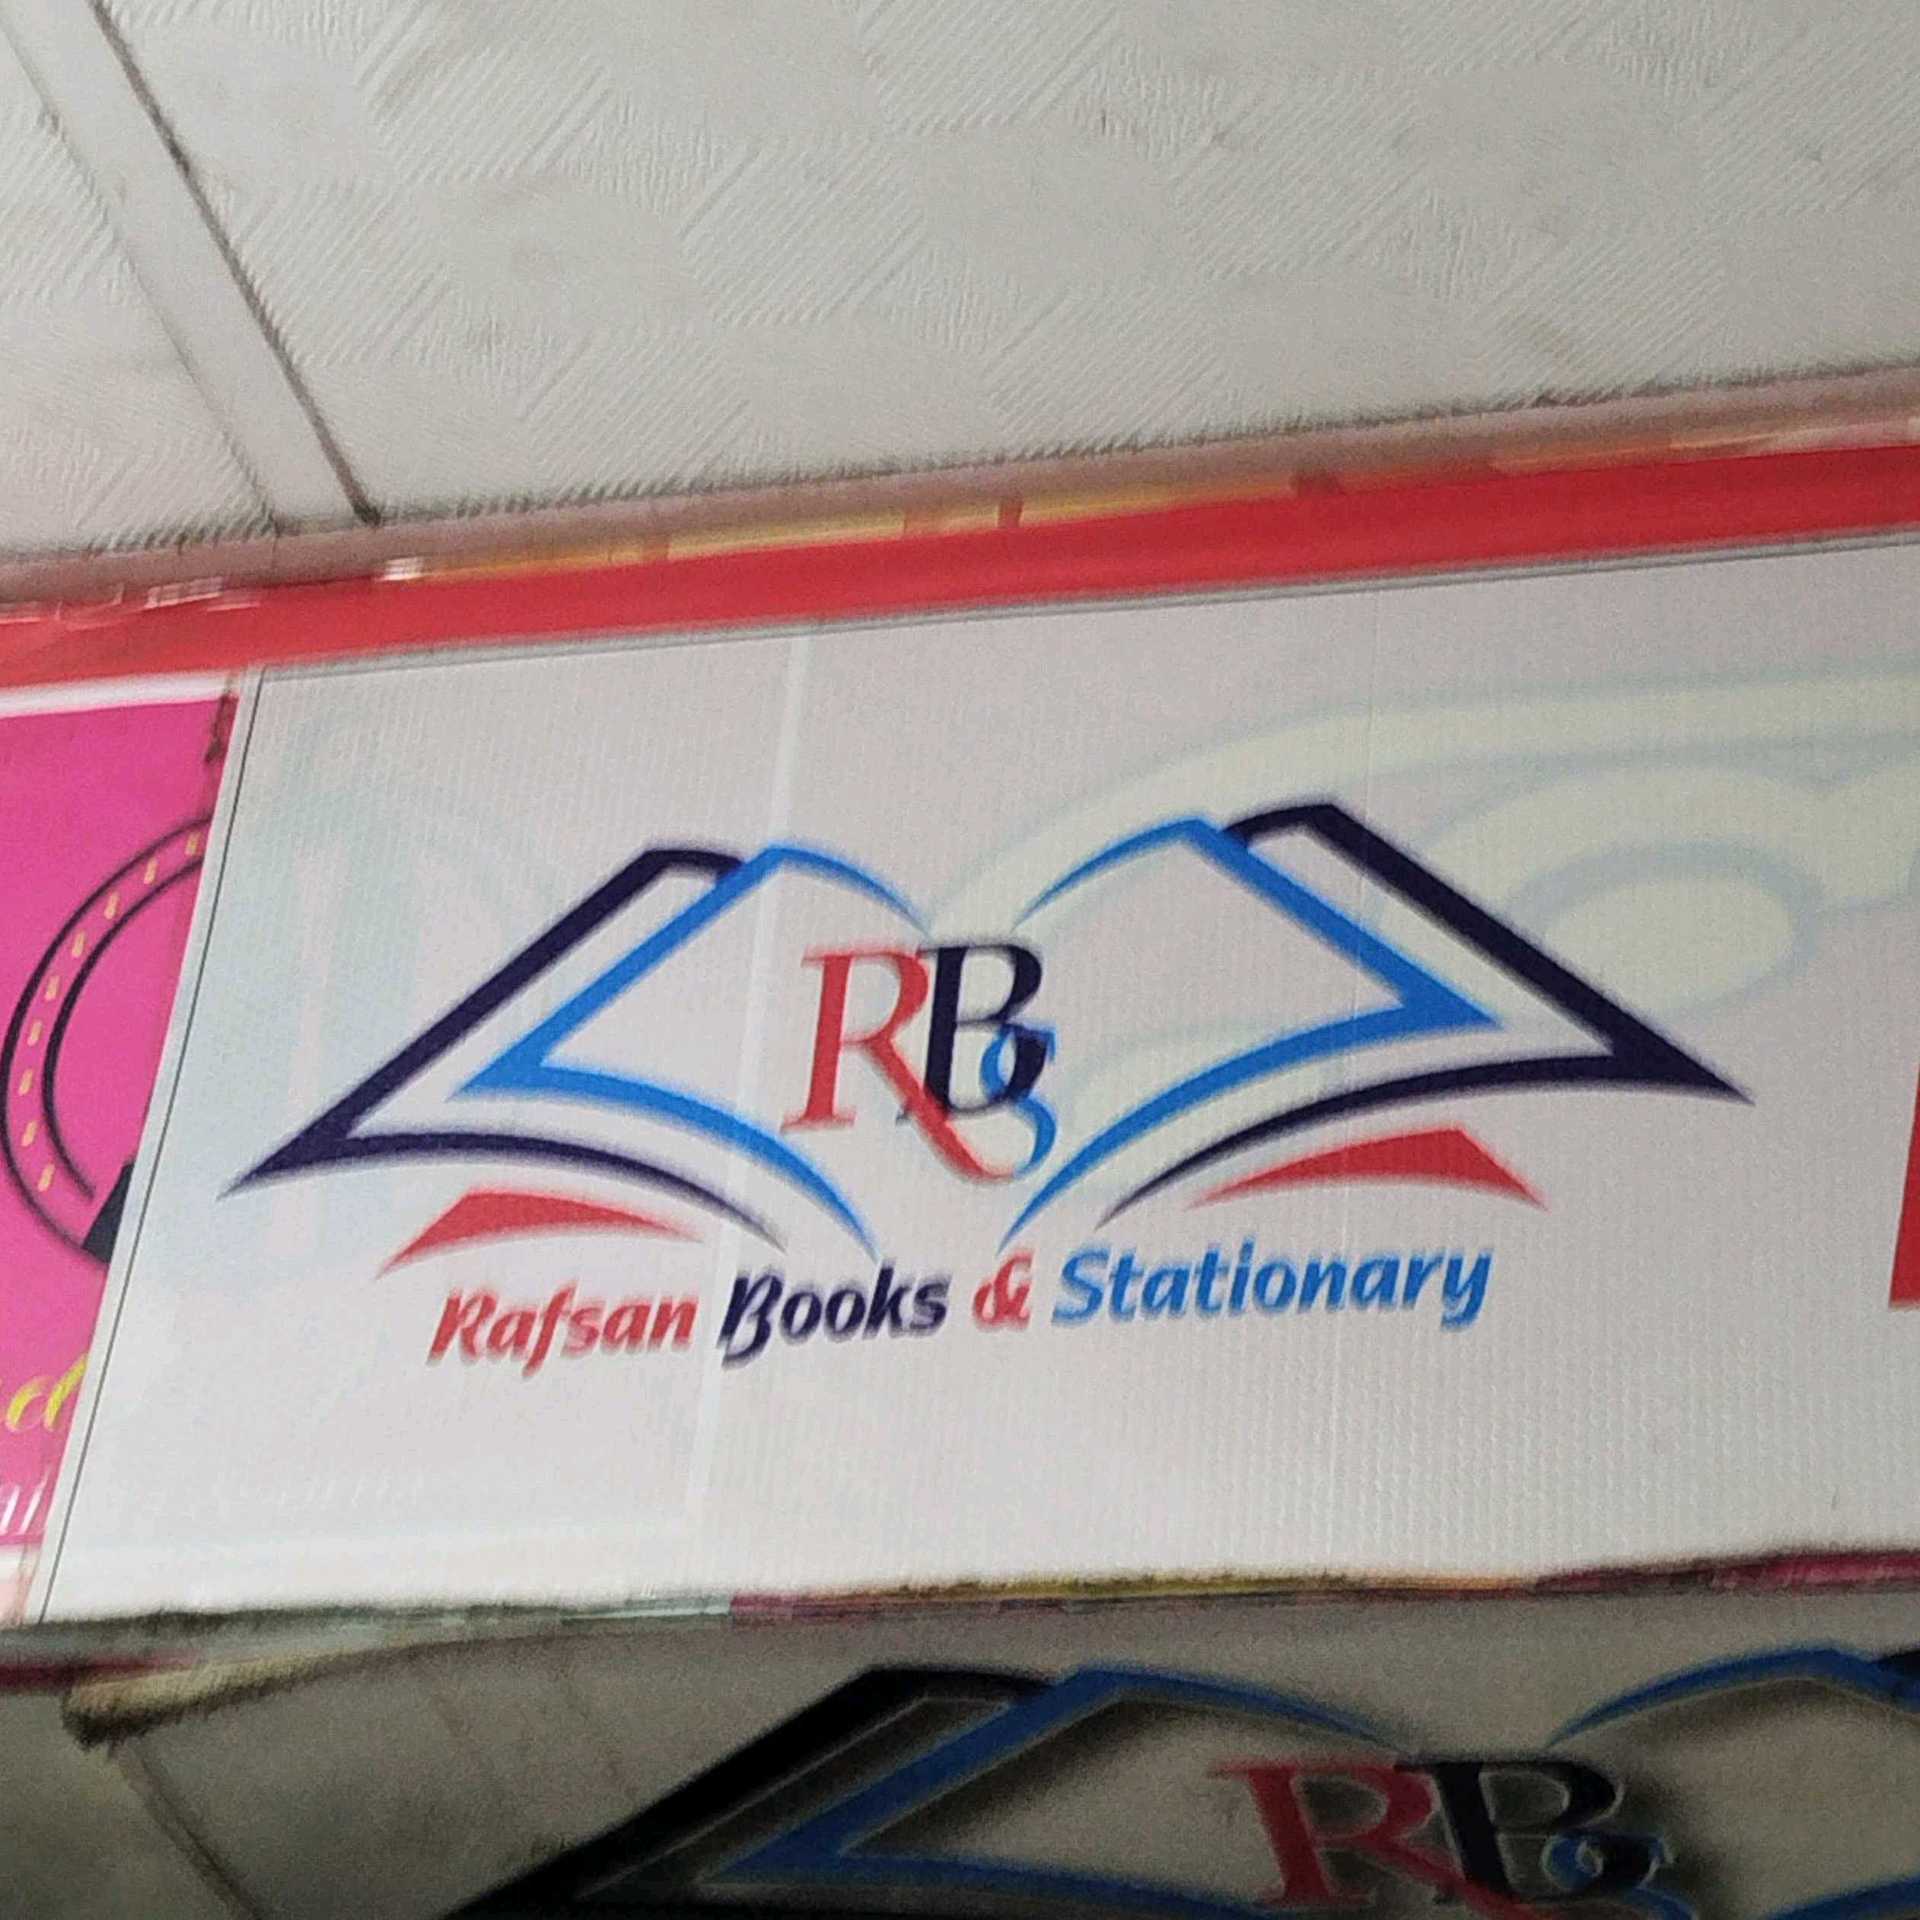 RBS
Rafsan Books & Stationary
RBS